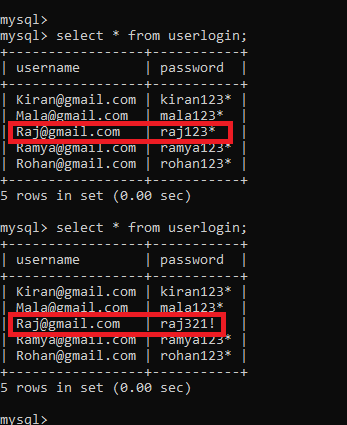 mysql>
mysql> select * from userlogin;
+-----------------+-----------+
| username        | password  |
+-----------------+-----------+
| Kiran@gmail.com | kiran123* |
| Mala@gmail.com  | mala123*  |
| Raj@gmail.com   | raj123*   |
| Ramya@gmail.com | ramya123* |
| Rohan@gmail.com | rohan123* |
+-----------------+-----------+
5 rows in set (0.00 sec)
mysql> select * from userlogin;
+-----------------+-----------+
| username        | password  |
+-----------------+-----------+
| Kiran@gmail.com | kiran123* |
| Mala@gmail.com  | mala123*  |
| Raj@gmail.com   | raj321!   |
| Ramya@gmail.com | ramya123* |
| Rohan@gmail.com | rohan123* |
+-----------------+-----------+
5 rows in set (0.00 sec)
mysql>